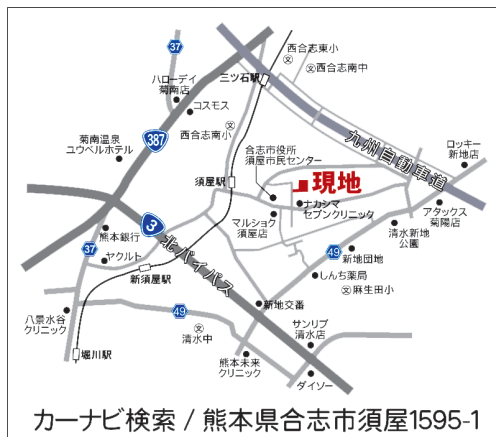 37
西合志東小
文
文
西合志南中
三ツ石駅
ハローデイ
菊南店
コスモス
西合志南小
文
九州自動車道
387
菊南温泉
ユウベルホテル
合志市役所
須屋市民センター
ロッキー
新地店
須屋駅
現地
ナカシマ
セブンクリニック
マルショク
須屋店
アタックス
菊陽店
3
北バイパス
熊本銀行
清水新地
公園
37
ヤクルト
49
新地団地
新須屋駅
しんち薬局
文
麻生田小
八景水谷
クリニック
49
新地交番
文
清水中
サンリブ
清水店
堀川駅
熊本未来
クリニック
ダイソー
カーナビ検索 / 熊本県合志市須屋1595-1